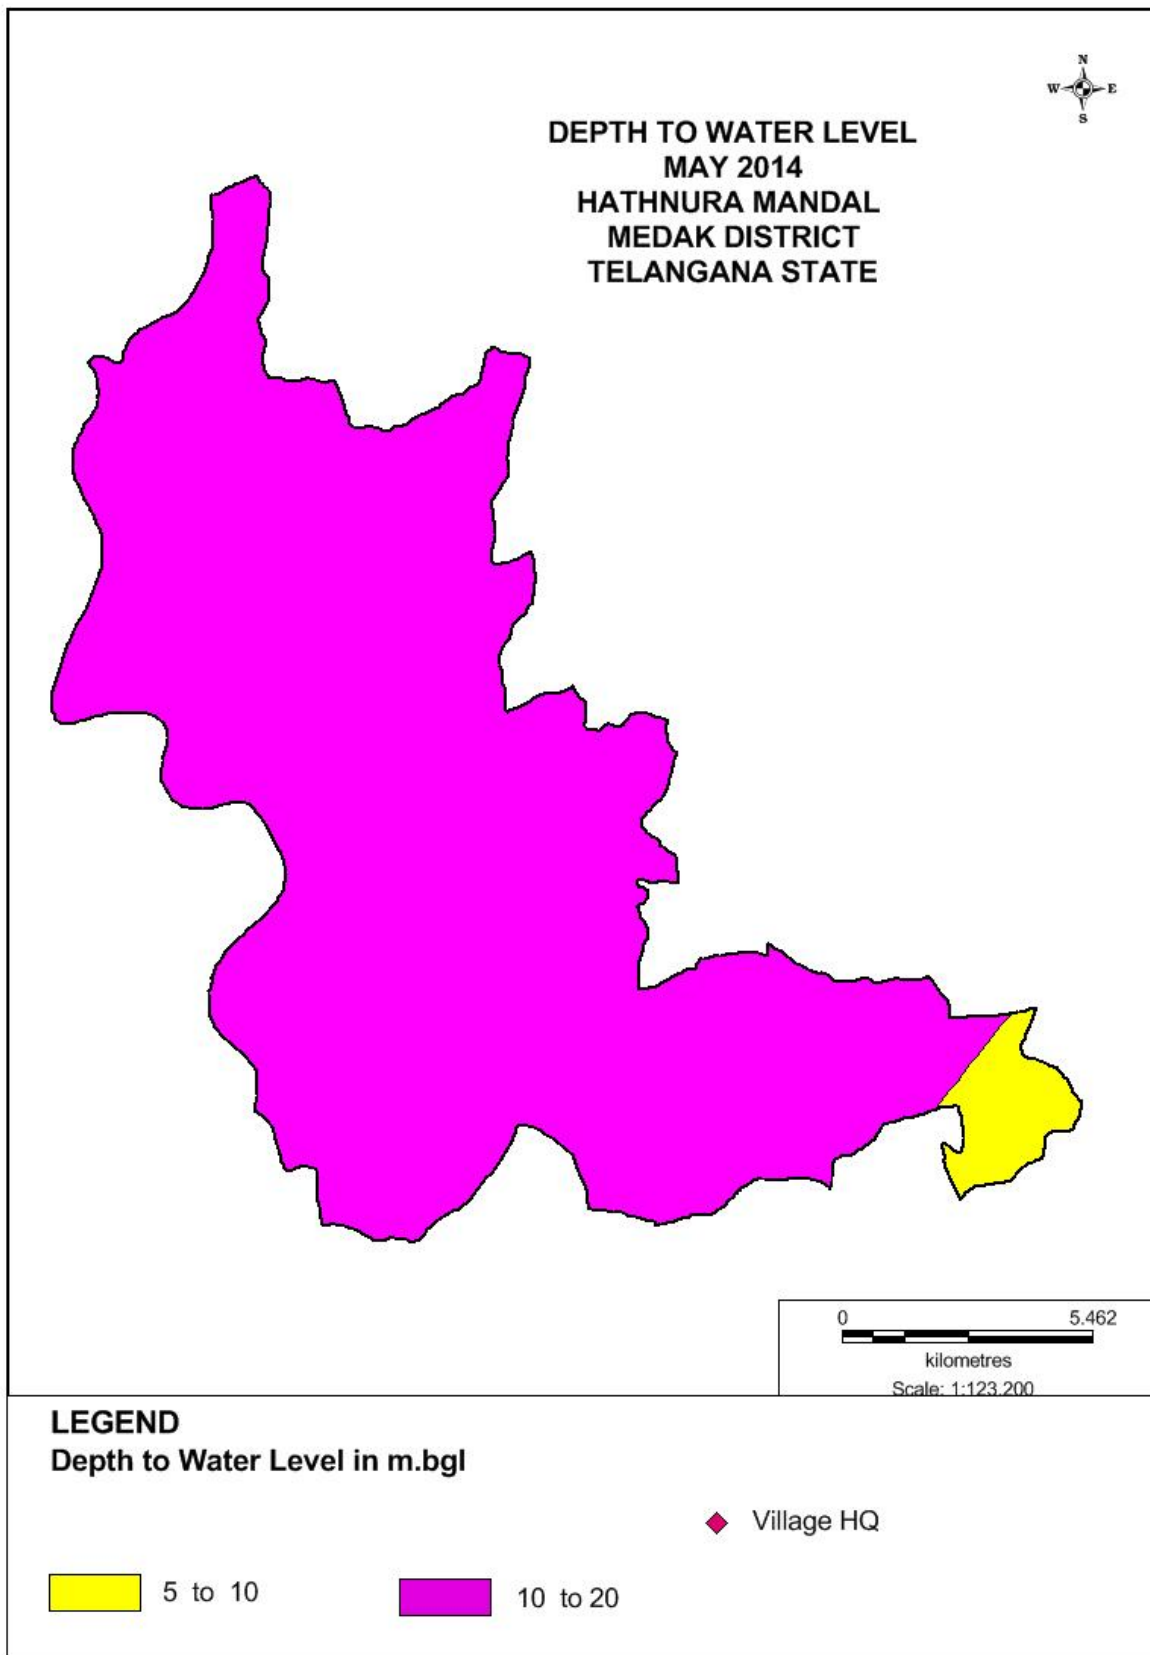 N
W E
S
DEPTH TO WATER LEVEL
MAY 2014
HATHNURA MANDAL
MEDAK DISTRICT
TELANGANA STATE
0 5.462
kilometres
Scale: 1:123,200
LEGEND
Depth to Water Level in m.bgl
Village HQ
5 to 10 10 to 20